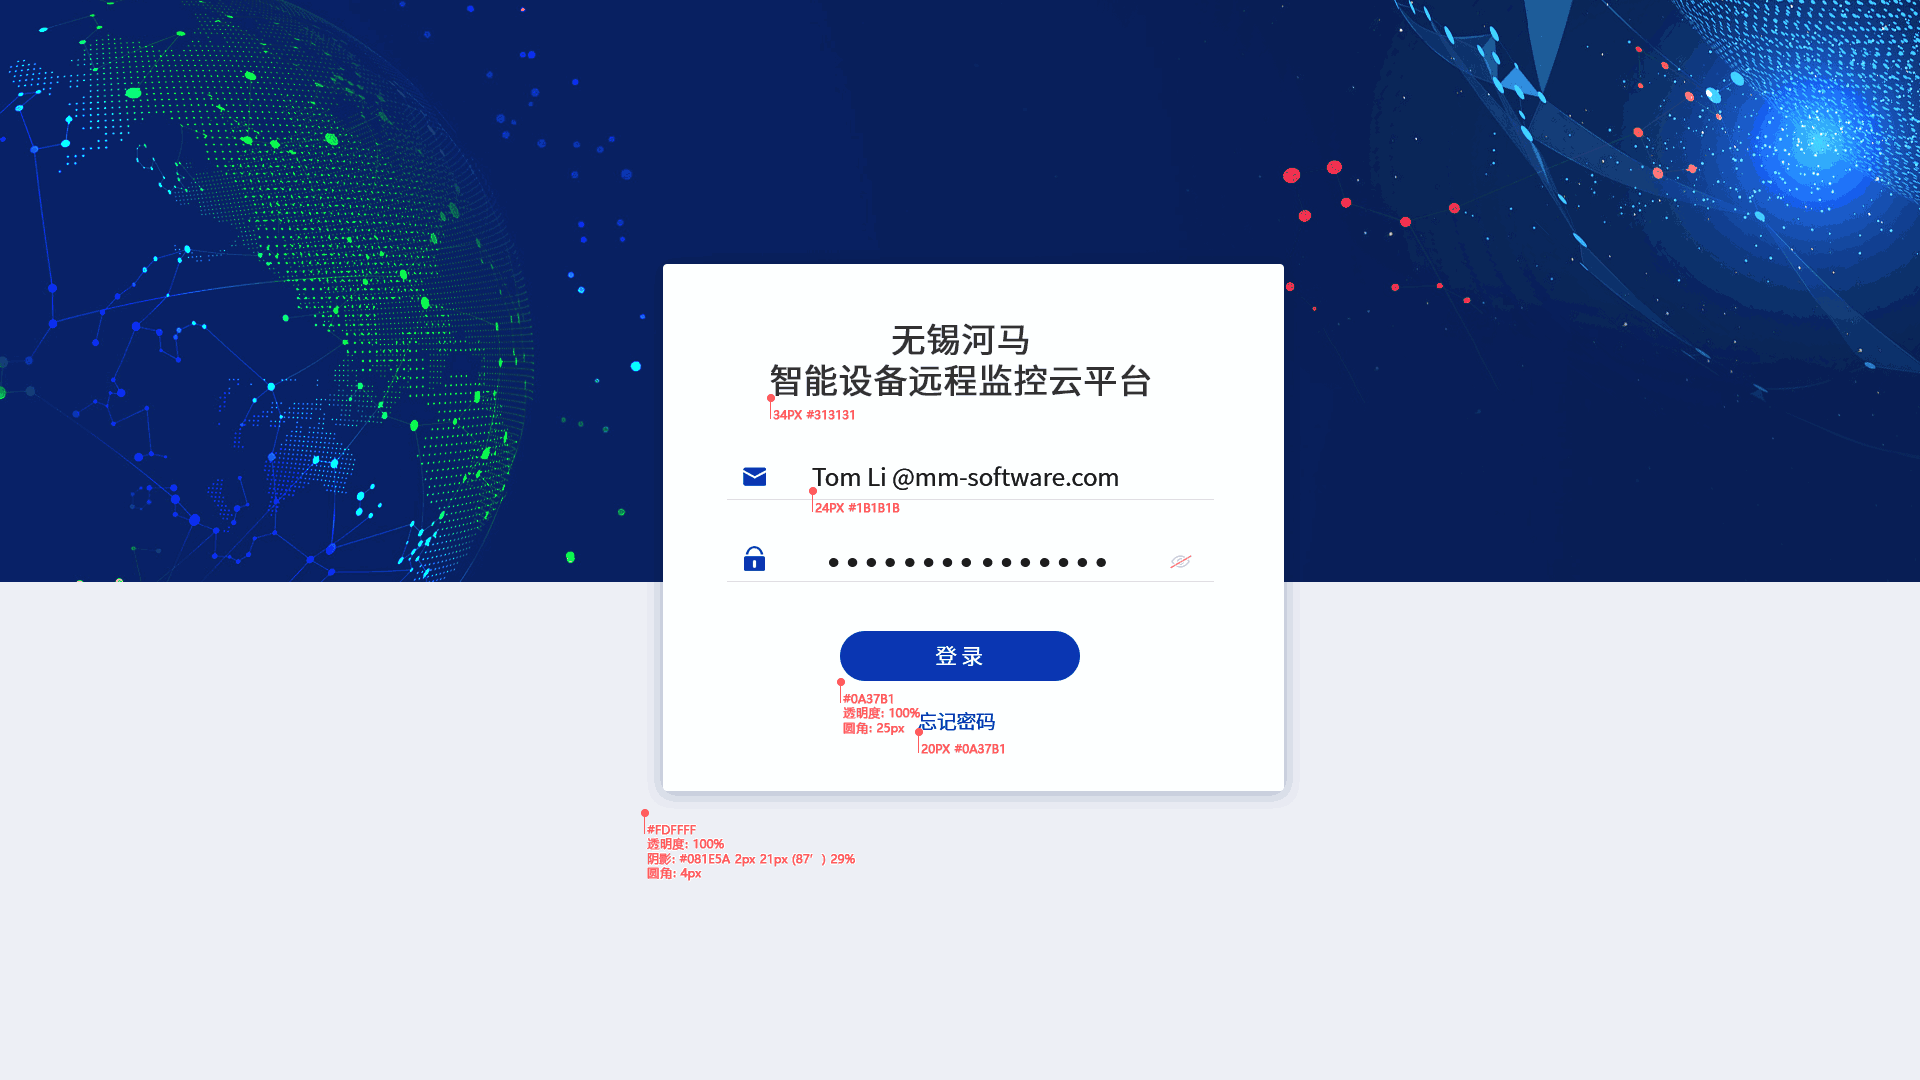 无锡河马
智能设备远程监控云平台
34PX #313131
Tom Li @mm-software.com
24PX #1B1B1B
登录
#0A37B1
透明度: 100%
圆角: 25px
忘记密码
20PX #0A37B1
#FDFFFF
透明度: 100%
阴影: #081E5A 2px 21px (87′ ) 29%
圆角: 4px